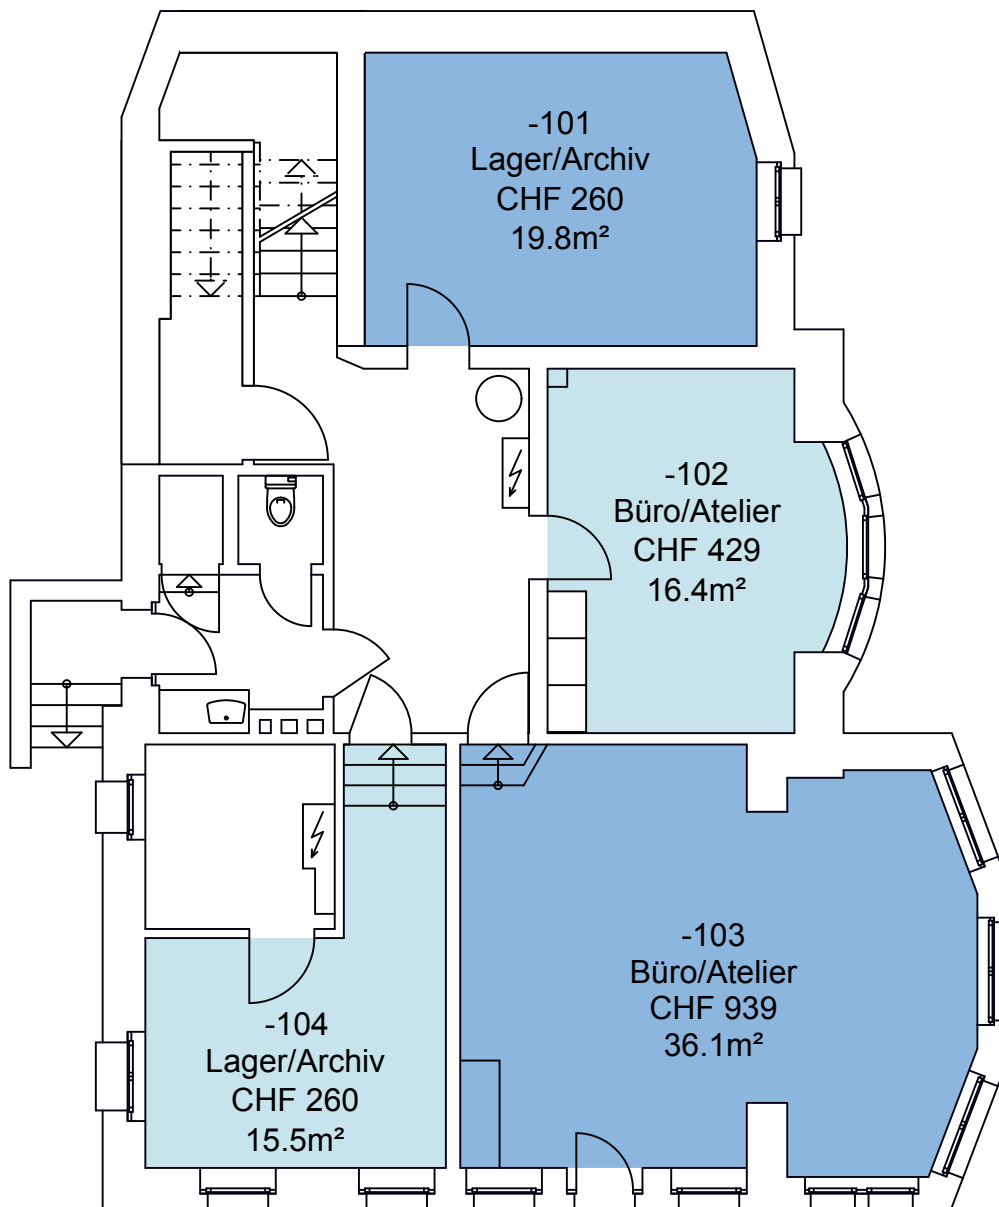 -101
Lager/Archiv
CHF 260
19.8m²
-102
Büro/Atelier
CHF 429
16.4m²
-103
Büro/Atelier
CHF 939
36.1m²
-104
Lager/Archiv
CHF 260
15.5m²